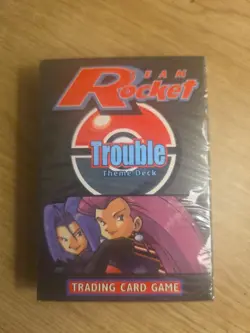 TEAM
Rocket
Trouble
Theme Deck
TRADING CARD GAME